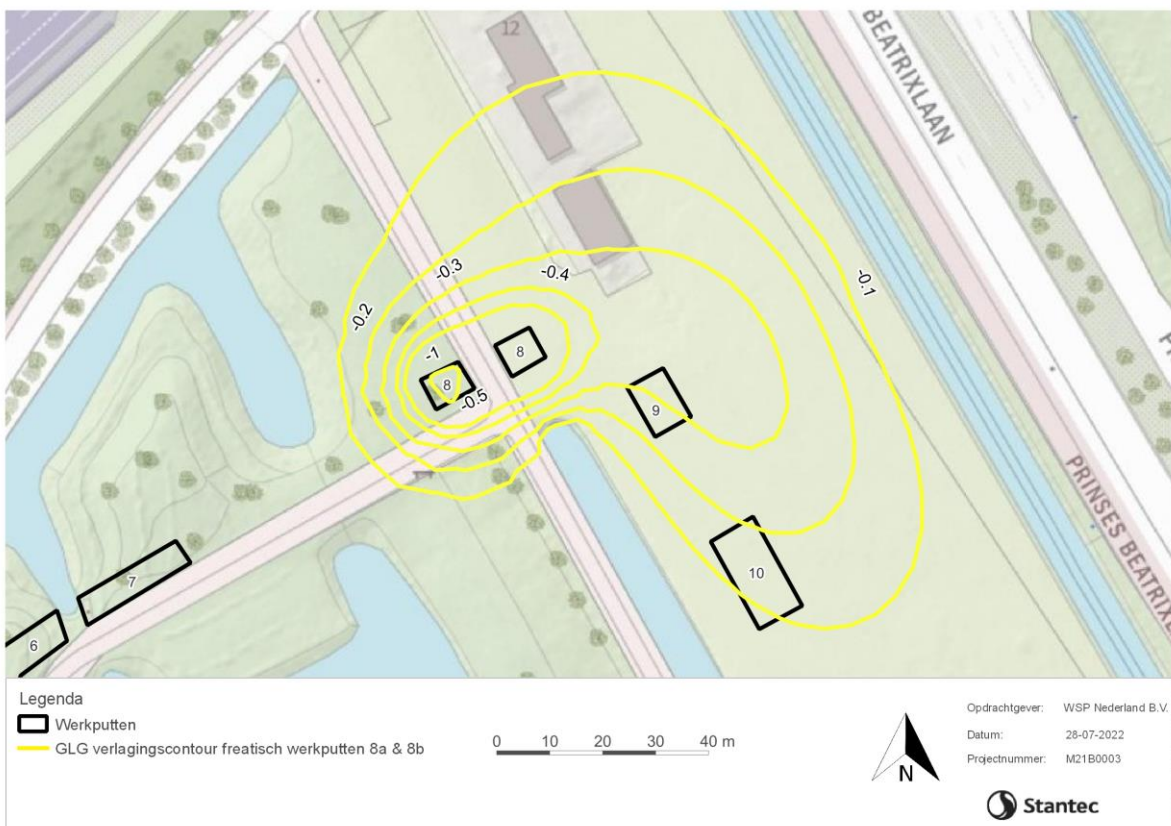 12
BEATRIXLAAN
-0.3
-0.4
-0.1
-0.2
-1
8
8
-0.5
9
PRINSES BEATRIXL
10
7
6
Legenda
Werkputten
GLG verlagingscontour freatisch werkputten 8a & 8b
0 10 20 30 40 m
N
Opdrachtgever: WSP Nederland B.V.
Datum: 28-07-2022
Projectnummer: M21B0003
Stantec